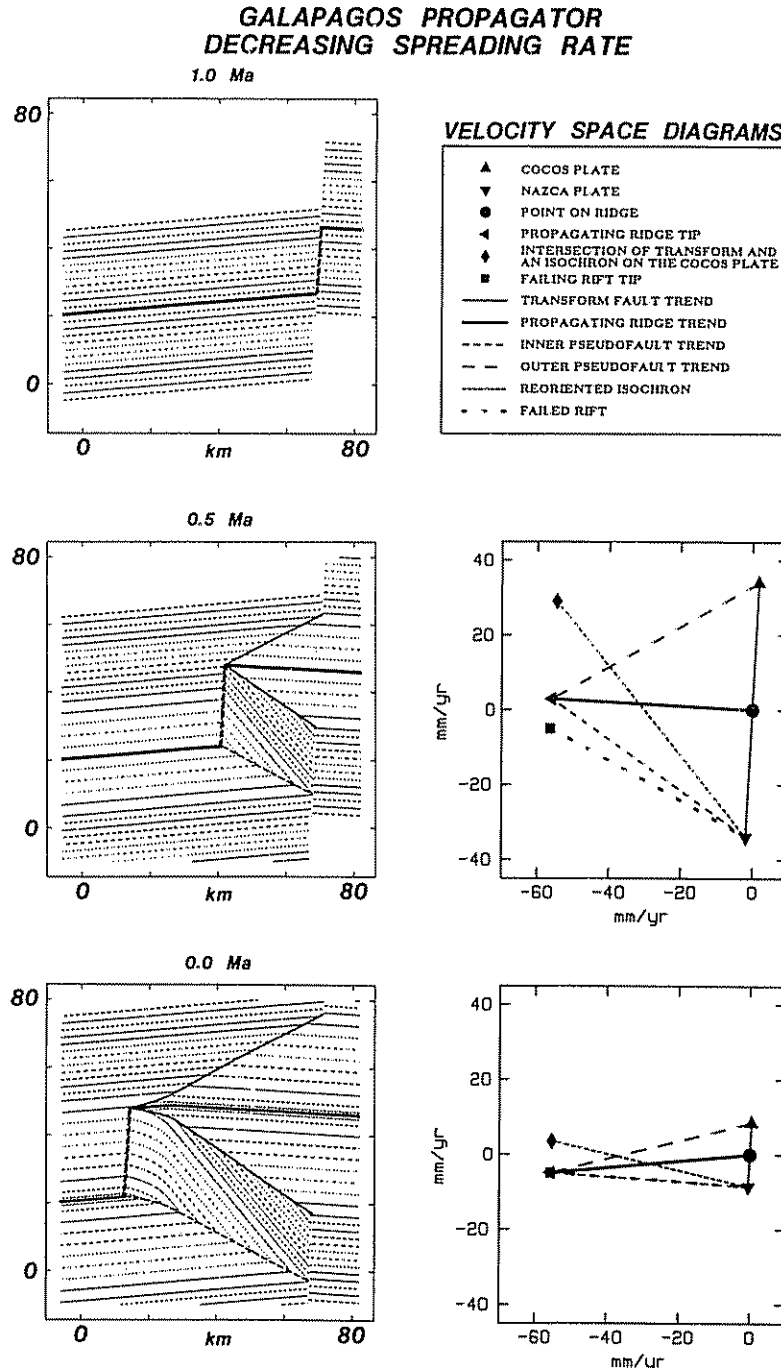 GALAPAGOS PROPAGATOR
DECREASING SPREADING RATE
1.0 Ma
80
0
0
km
80
VELOCITY SPACE DIAGRAMS
COCOS PLATE
NAZCA PLATE
POINT ON RIDGE
PROPAGATING RIDGE TIP
INTERSECTION OF TRANSFORM AND
AN ISOCHRON ON THE COCOS PLATE
FAILING RIFT TIP
TRANSFORM FAULT TREND
PROPAGATING RIDGE TREND
INNER PSEUDOFAULT TREND
OUTER PSEUDOFAULT TREND
REORIENTED ISOCHRON
FAILED RIFT
0.5 Ma
80
0
0
km
80
40
20
0
-20
-40
mm/yr
-60
-40
-20
0
mm/yr
0.0 Ma
80
0
0
km
80
40
20
0
-20
-40
mm/yr
-60
-40
-20
0
mm/yr